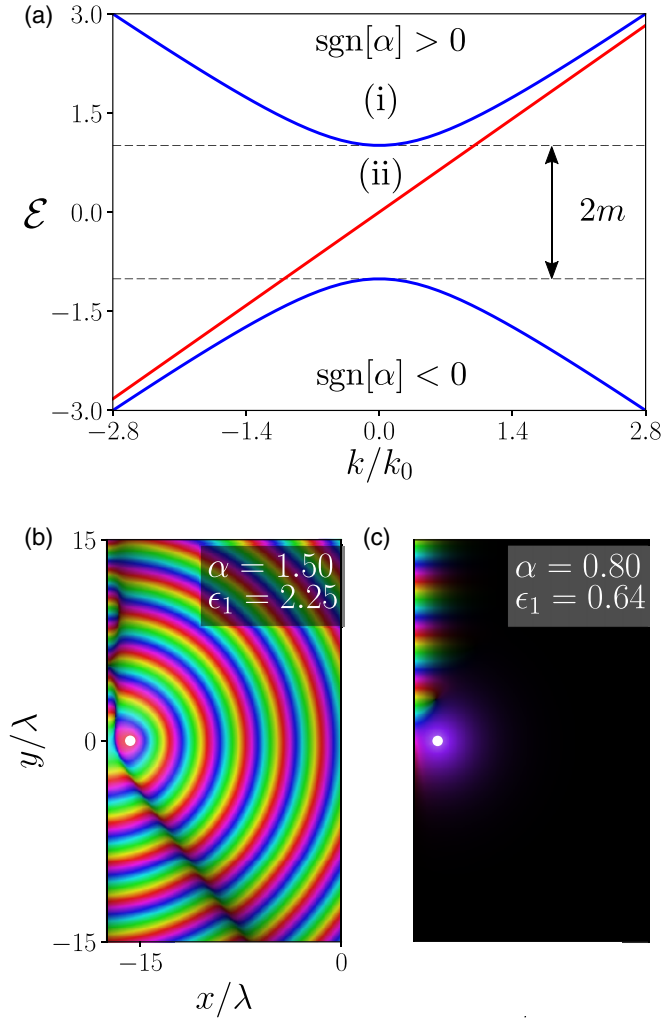 (a)
3.0
1.5
0.0
−1.5
−3.0
ℰ
sgn[α] > 0
(i)
(ii)
2m
sgn[α] < 0
−2.8
−1.4
0.0
1.4
2.8
k/k₀
(b)
15
0
−15
y/λ
α = 1.50
ϵ₁ = 2.25
−15
0
x/λ
(c)
α = 0.80
ϵ₁ = 0.64